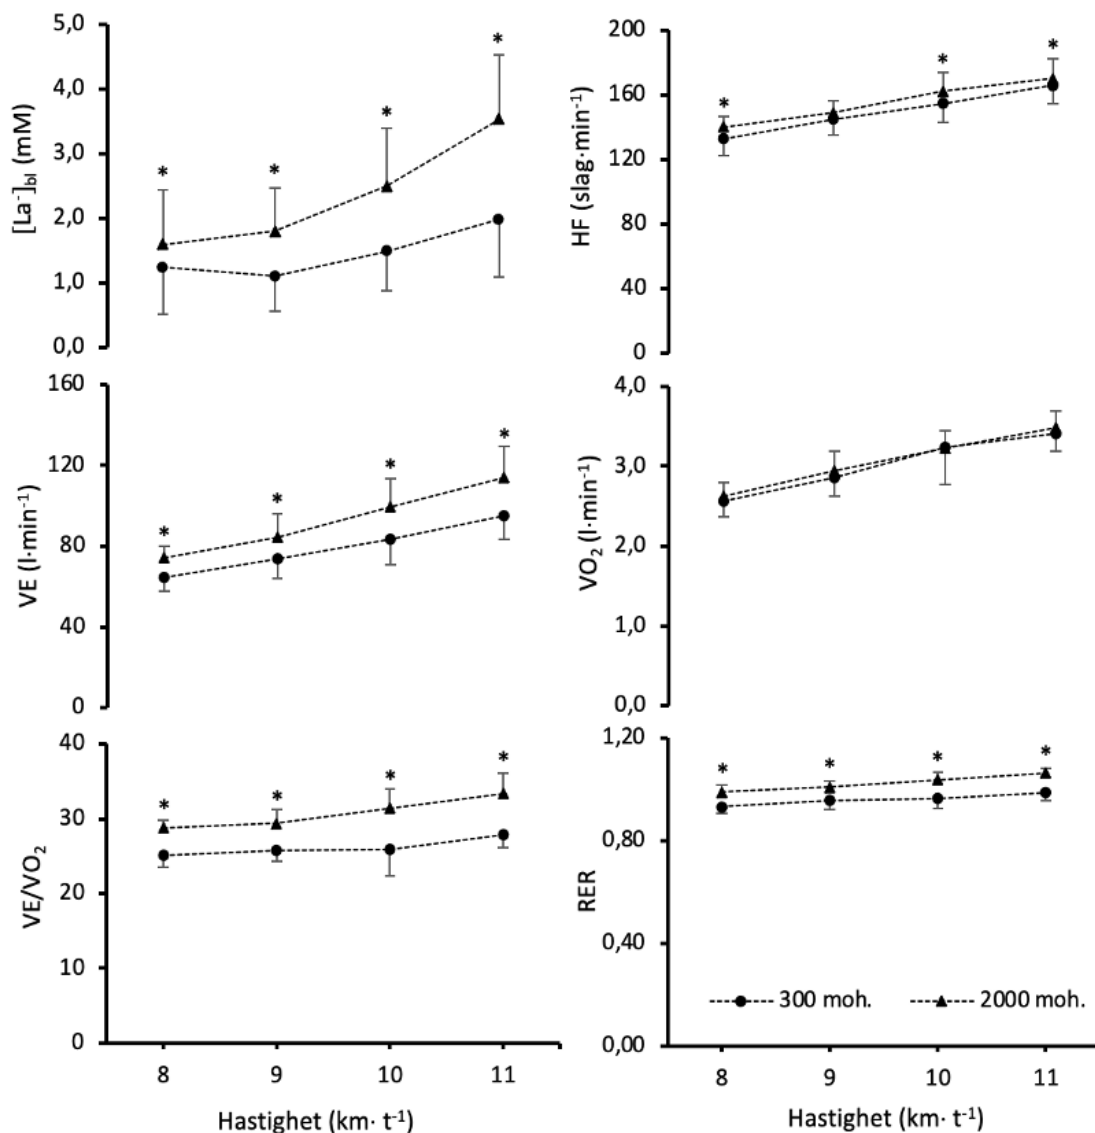 5,0
4,0
3,0
2,0
1,0
0,0
[La⁻]bl (mM)
* * * *
200
160
120
80
40
0
HF (slag·min⁻¹)
* * *
160
120
80
40
0
VE (l·min⁻¹)
* * * *
4,0
3,0
2,0
1,0
0,0
VO₂ (l·min⁻¹)
40
30
20
10
0
VE/VO₂
* * * *
8 9 10 11
Hastighet (km· t⁻¹)
1,20
0,80
0,40
0,00
RER
* * * *
300 moh. 2000 moh.
8 9 10 11
Hastighet (km· t⁻¹)